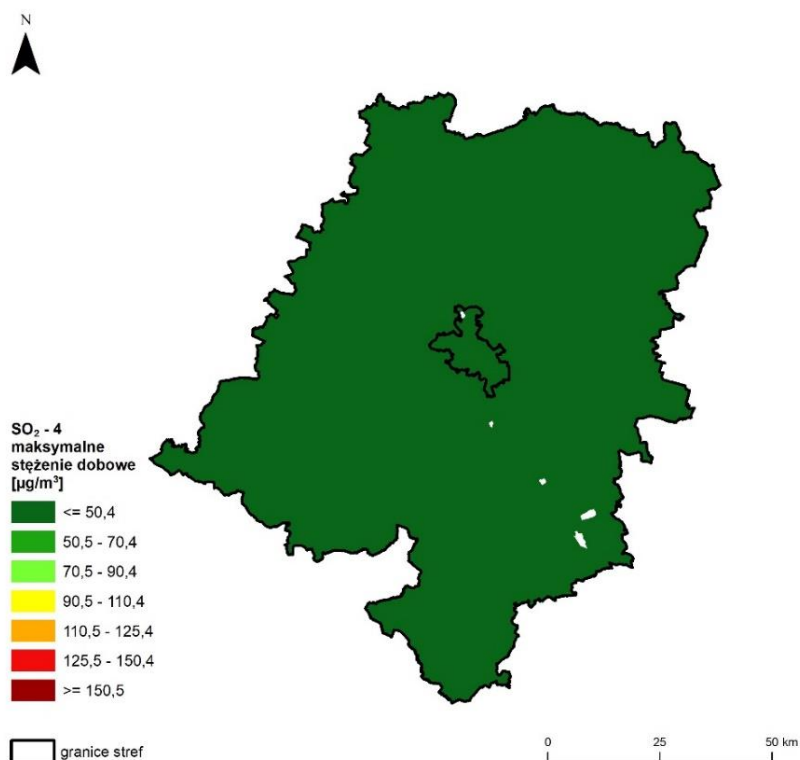 N
SO₂ - 4
maksymalne
stężenie dobowe
[µg/m³]
<= 50,4
50,5 - 70,4
70,5 - 90,4
90,5 - 110,4
110,5 - 125,4
125,5 - 150,4
>= 150,5
granice stref
0 25 50 km